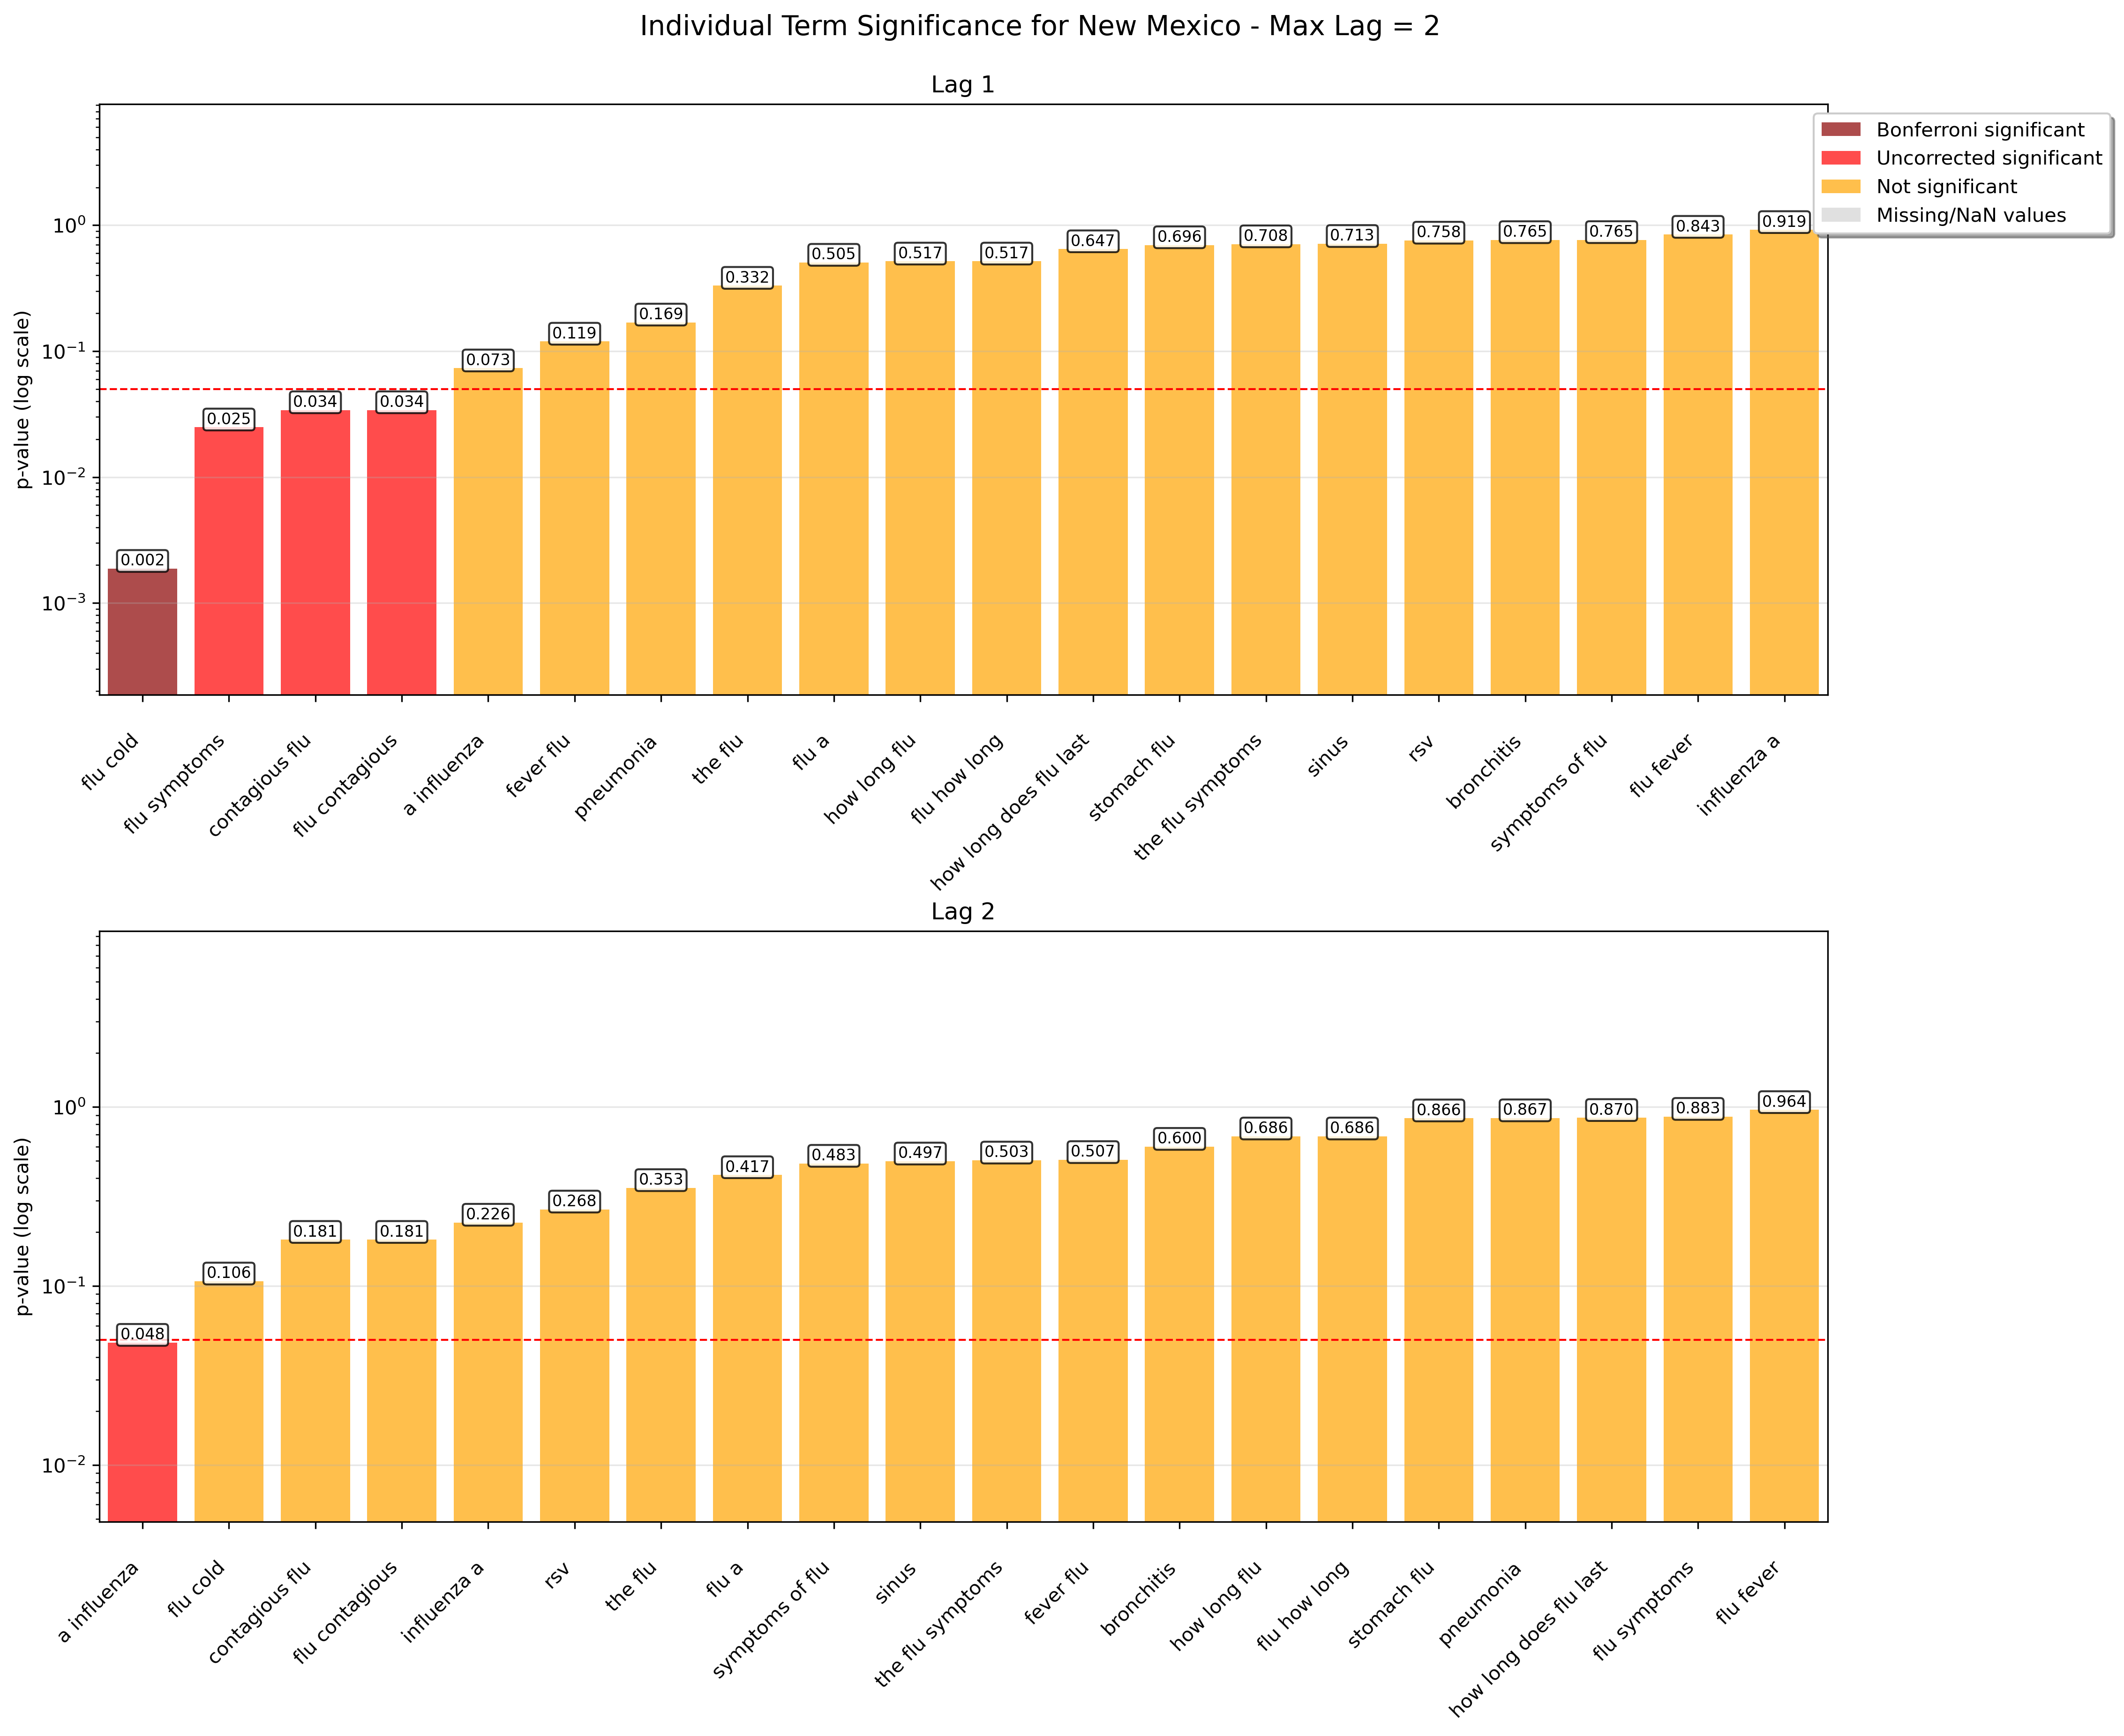 Individual Term Significance for New Mexico - Max Lag = 2
Lag 1
Bonferroni significant
Uncorrected significant
Not significant
Missing/NaN values
p-value (log scale)
10⁰
10⁻¹
10⁻²
10⁻³
0.002
0.025
0.034
0.034
0.073
0.119
0.169
0.332
0.505
0.517
0.517
0.647
0.696
0.708
0.713
0.758
0.765
0.765
0.843
0.919
flu cold
flu symptoms
contagious flu
flu contagious
a influenza
fever flu
pneumonia
the flu
flu a
how long flu
flu how long
how long does flu last
stomach flu
the flu symptoms
sinus
rsv
bronchitis
symptoms of flu
flu fever
influenza a
Lag 2
p-value (log scale)
10⁰
10⁻¹
10⁻²
0.048
0.106
0.181
0.181
0.226
0.268
0.353
0.417
0.483
0.497
0.503
0.507
0.600
0.686
0.686
0.866
0.867
0.870
0.883
0.964
a influenza
flu cold
contagious flu
flu contagious
influenza a
rsv
the flu
flu a
symptoms of flu
sinus
the flu symptoms
fever flu
bronchitis
how long flu
flu how long
stomach flu
pneumonia
how long does flu last
flu symptoms
flu fever